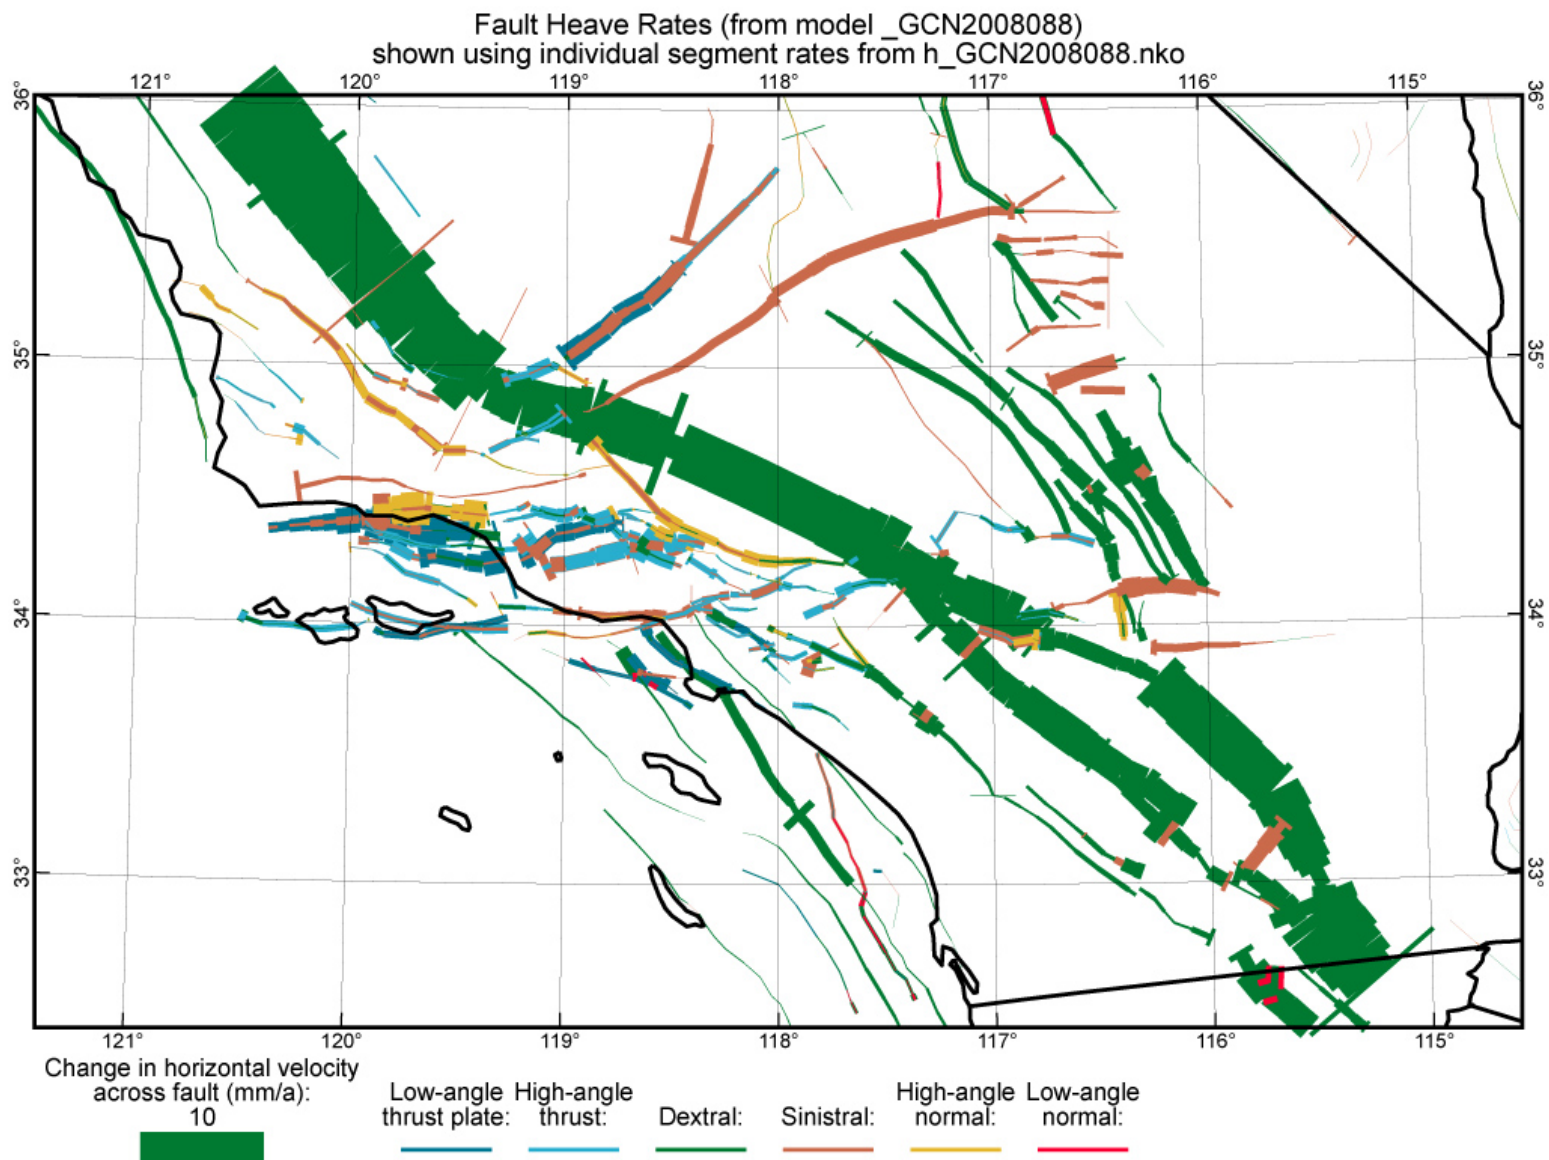 Fault Heave Rates (from model _GCN2008088)
shown using individual segment rates from h_GCN2008088.nko
121° 120° 119° 118° 117° 116° 115°
36° 36°
35° 35°
34° 34°
33° 33°
121° 120° 119° 118° 117° 116° 115°
Change in horizontal velocity
across fault (mm/a):
10
Low-angle
thrust plate:
High-angle
thrust:
Dextral:
Sinistral:
High-angle
normal:
Low-angle
normal: